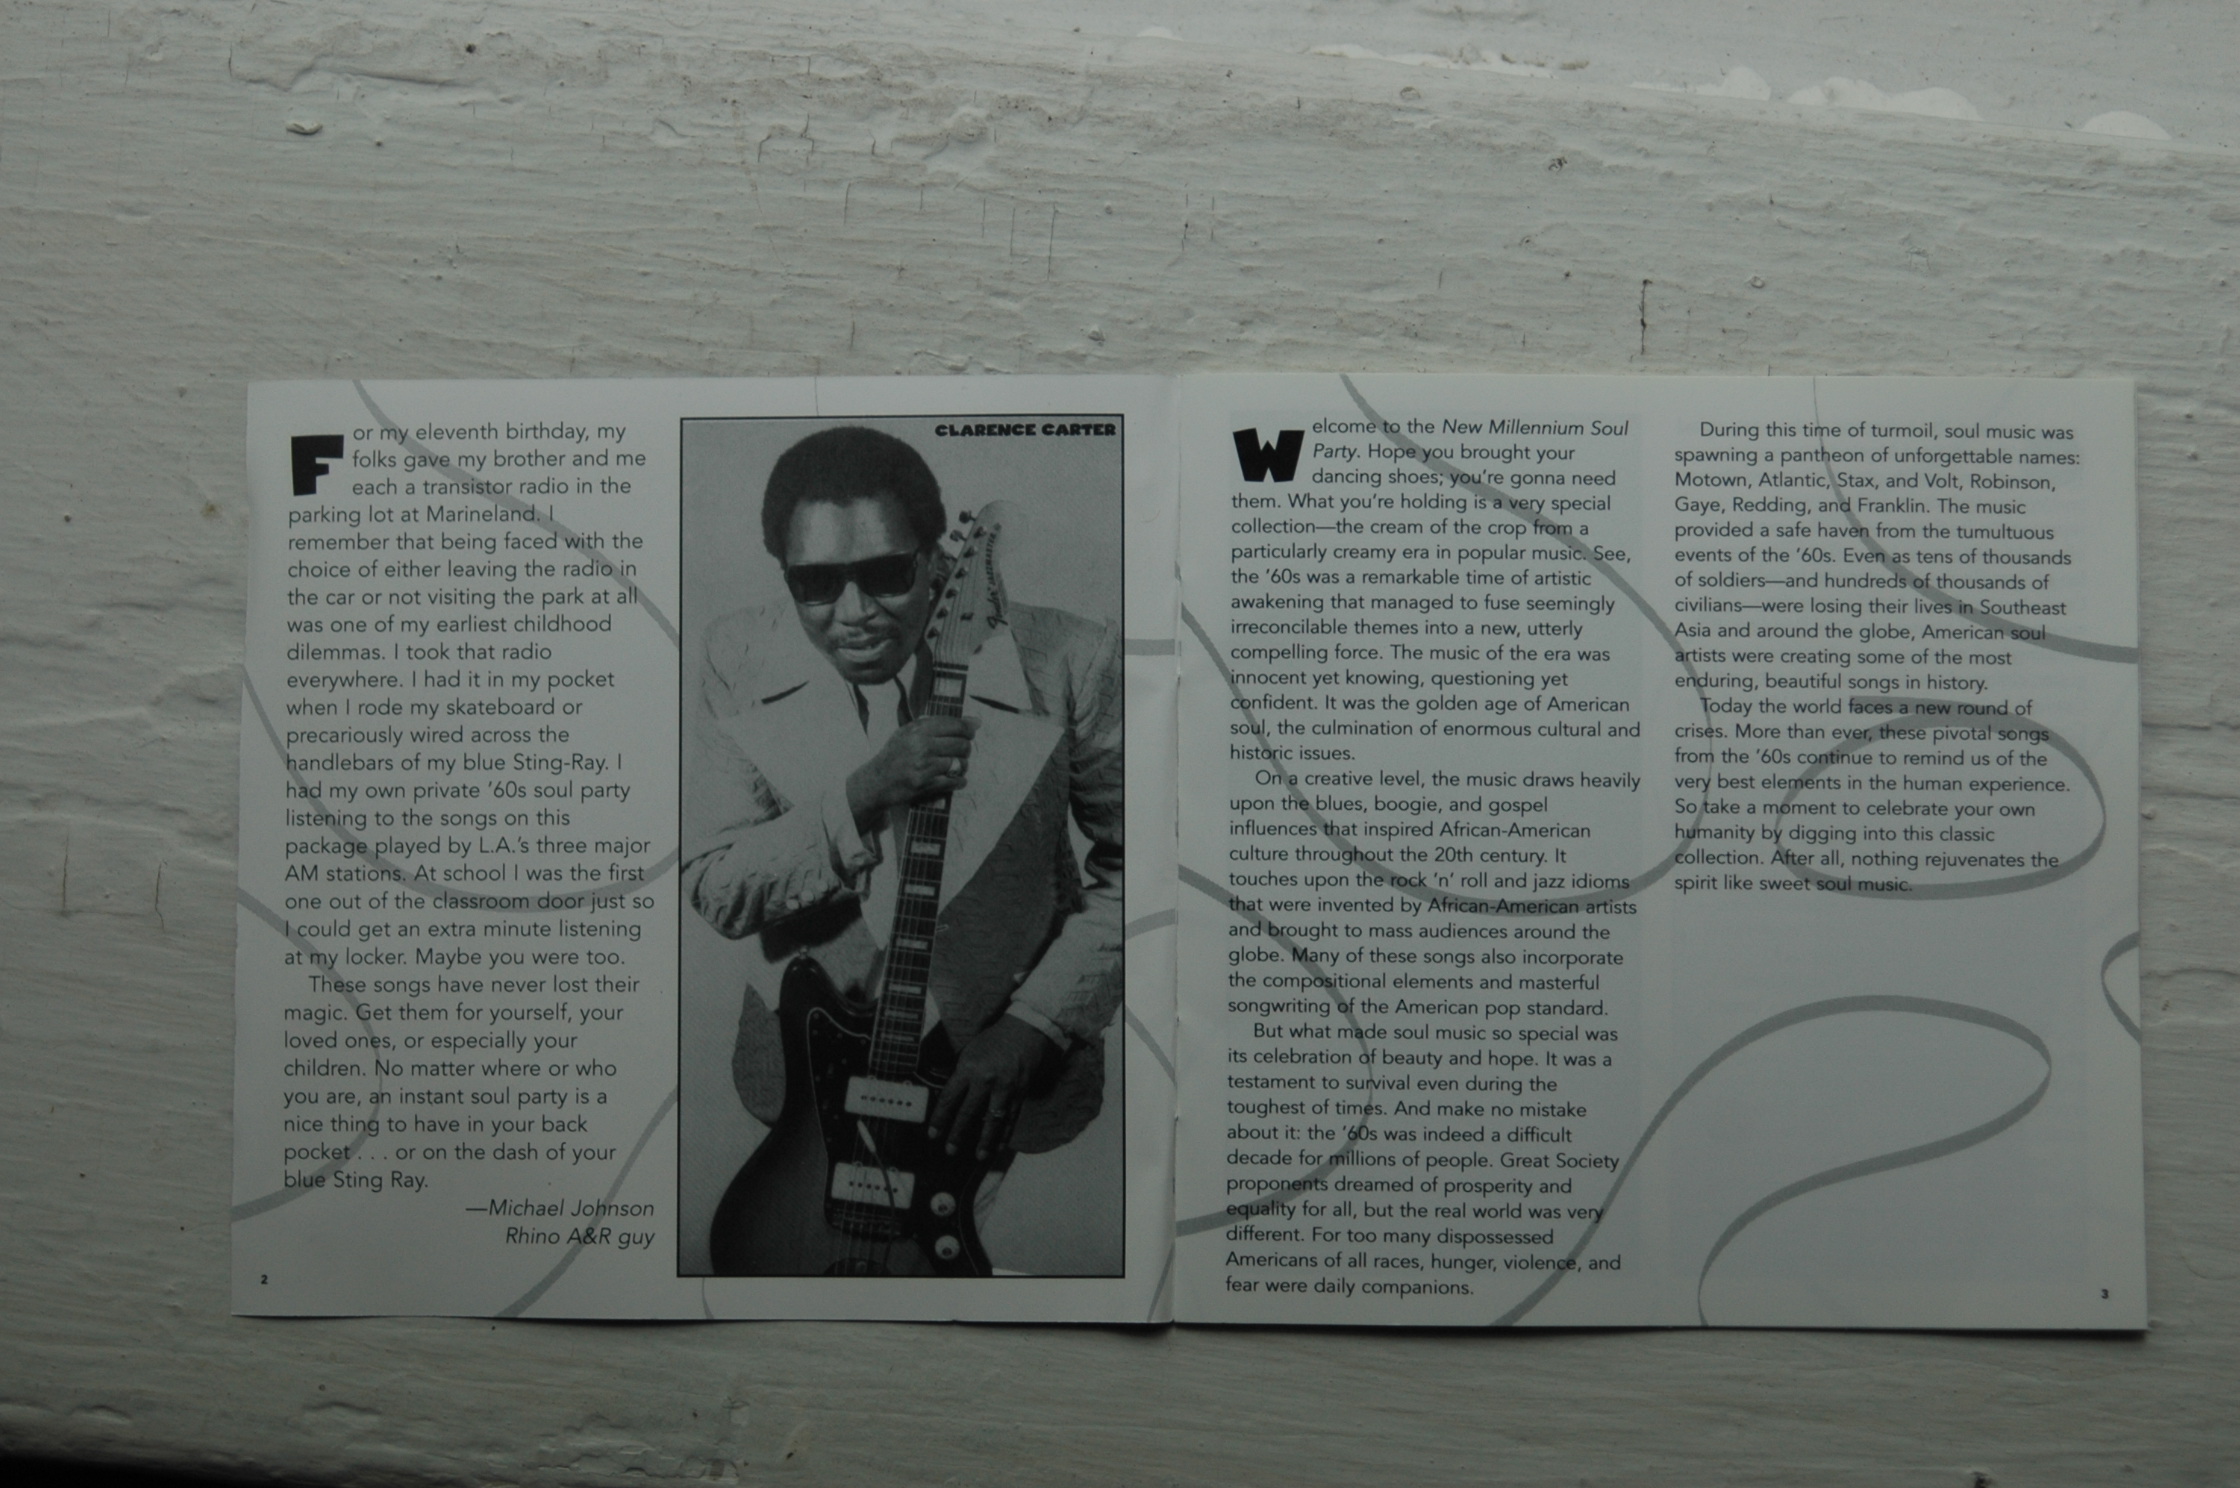 For my eleventh birthday, my
folks gave my brother and me
each a transistor radio in the
parking lot at Marineland. I
remember that being faced with the
choice of either leaving the radio in
the car or not visiting the park at all
was one of my earliest childhood
dilemmas. I took that radio
everywhere. I had it in my pocket
when I rode my skateboard or
precariously wired across the
handlebars of my blue Sting-Ray. I
had my own private '60s soul party
listening to the songs on this
package played by L.A.'s three major
AM stations. At school I was the first
one out of the classroom door just so
I could get an extra minute listening
at my locker. Maybe you were too.
These songs have never lost their
magic. Get them for yourself, your
loved ones, or especially your
children. No matter where or who
you are, an instant soul party is a
nice thing to have in your back
pocket . . . or on the dash of your
blue Sting Ray.
—Michael Johnson
Rhino A&R guy
2
CLARENCE CARTER
Fender JAZZMASTER
Welcome to the New Millennium Soul
Party. Hope you brought your
dancing shoes; you're gonna need
them. What you're holding is a very special
collection—the cream of the crop from a
particularly creamy era in popular music. See,
the '60s was a remarkable time of artistic
awakening that managed to fuse seemingly
irreconcilable themes into a new, utterly
compelling force. The music of the era was
innocent yet knowing, questioning yet
confident. It was the golden age of American
soul, the culmination of enormous cultural and
historic issues.
On a creative level, the music draws heavily
upon the blues, boogie, and gospel
influences that inspired African-American
culture throughout the 20th century. It
touches upon the rock 'n' roll and jazz idioms
that were invented by African-American artists
and brought to mass audiences around the
globe. Many of these songs also incorporate
the compositional elements and masterful
songwriting of the American pop standard.
But what made soul music so special was
its celebration of beauty and hope. It was a
testament to survival even during the
toughest of times. And make no mistake
about it: the '60s was indeed a difficult
decade for millions of people. Great Society
proponents dreamed of prosperity and
equality for all, but the real world was very
different. For too many dispossessed
Americans of all races, hunger, violence, and
fear were daily companions.
During this time of turmoil, soul music was
spawning a pantheon of unforgettable names:
Motown, Atlantic, Stax, and Volt, Robinson,
Gaye, Redding, and Franklin. The music
provided a safe haven from the tumultuous
events of the '60s. Even as tens of thousands
of soldiers—and hundreds of thousands of
civilians—were losing their lives in Southeast
Asia and around the globe, American soul
artists were creating some of the most
enduring, beautiful songs in history.
Today the world faces a new round of
crises. More than ever, these pivotal songs
from the '60s continue to remind us of the
very best elements in the human experience.
So take a moment to celebrate your own
humanity by digging into this classic
collection. After all, nothing rejuvenates the
spirit like sweet soul music.
3